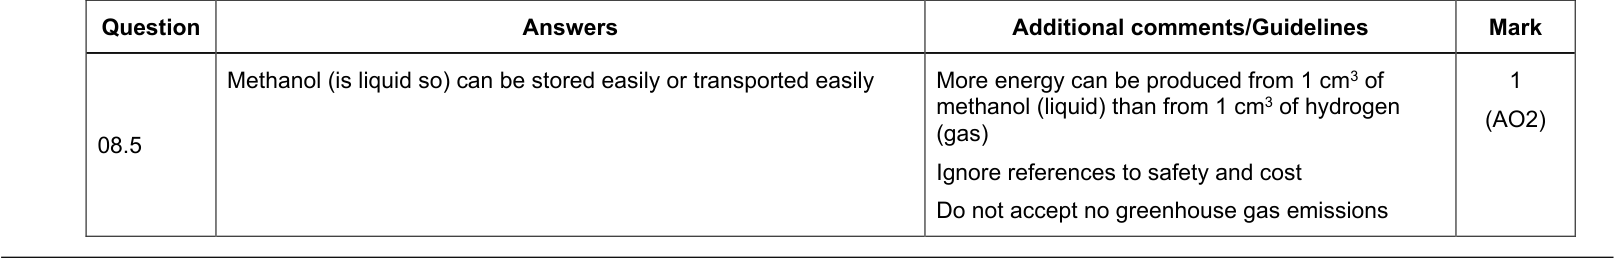 Question Answers Additional comments/Guidelines Mark
08.5
Methanol (is liquid so) can be stored easily or transported easily
More energy can be produced from 1 cm³ of
methanol (liquid) than from 1 cm³ of hydrogen
(gas)
Ignore references to safety and cost
Do not accept no greenhouse gas emissions
1
(AO2)